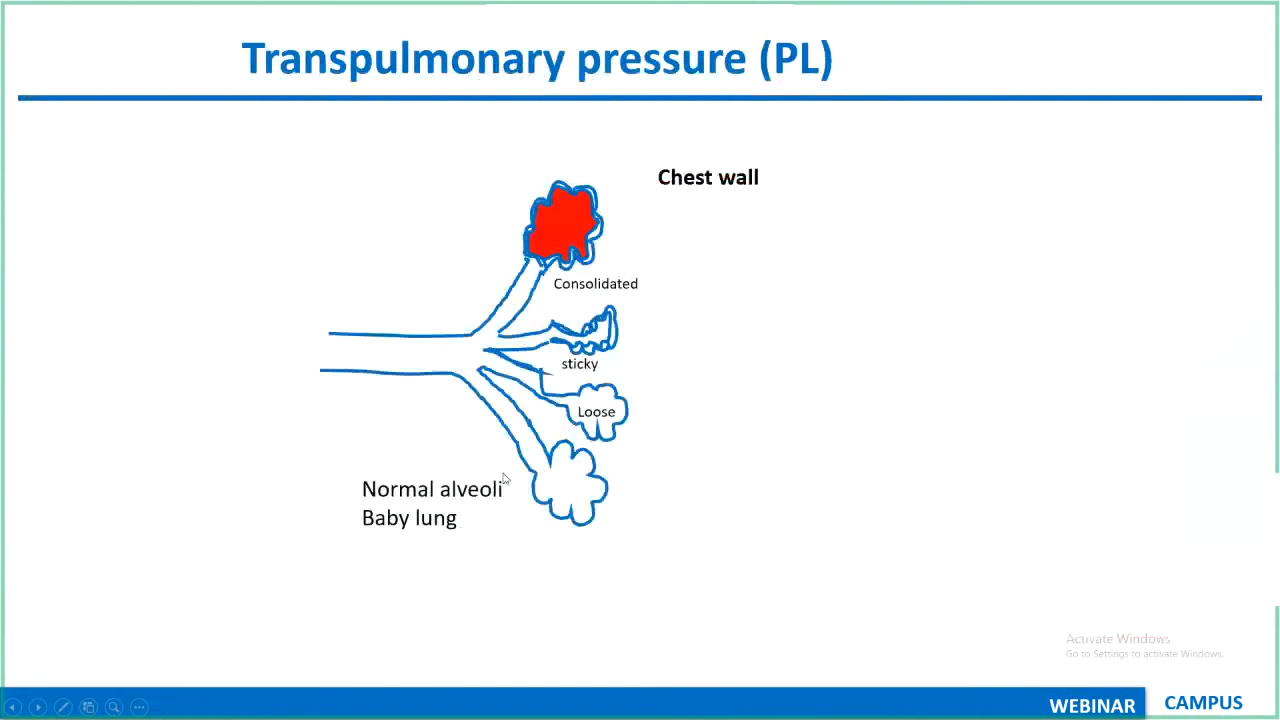 Transpulmonary pressure (PL)
Chest wall
Consolidated
sticky
Loose
Normal alveoli
Baby lung
Activate Windows
Go to Settings to activate Windows.
WEBINAR CAMPUS